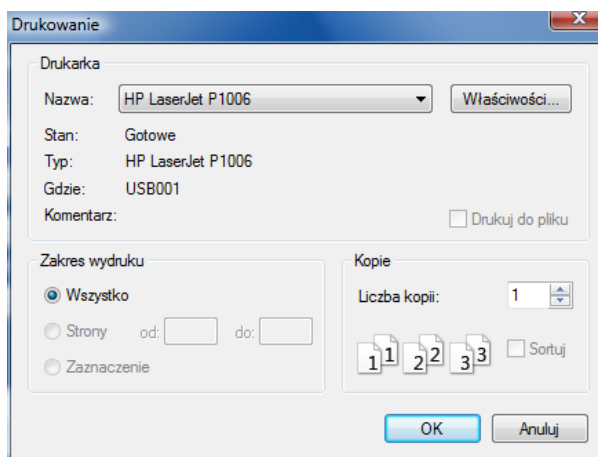 Drukowanie
Drukarka
Nazwa: HP LaserJet P1006 Właściwości...
Stan: Gotowe
Typ: HP LaserJet P1006
Gdzie: USB001
Komentarz: Drukuj do pliku
Zakres wydruku
Wszystko
Strony od: do:
Zaznaczenie
Kopie
Liczba kopii: 1
1 1 2 2 3 3 Sortuj
OK Anuluj